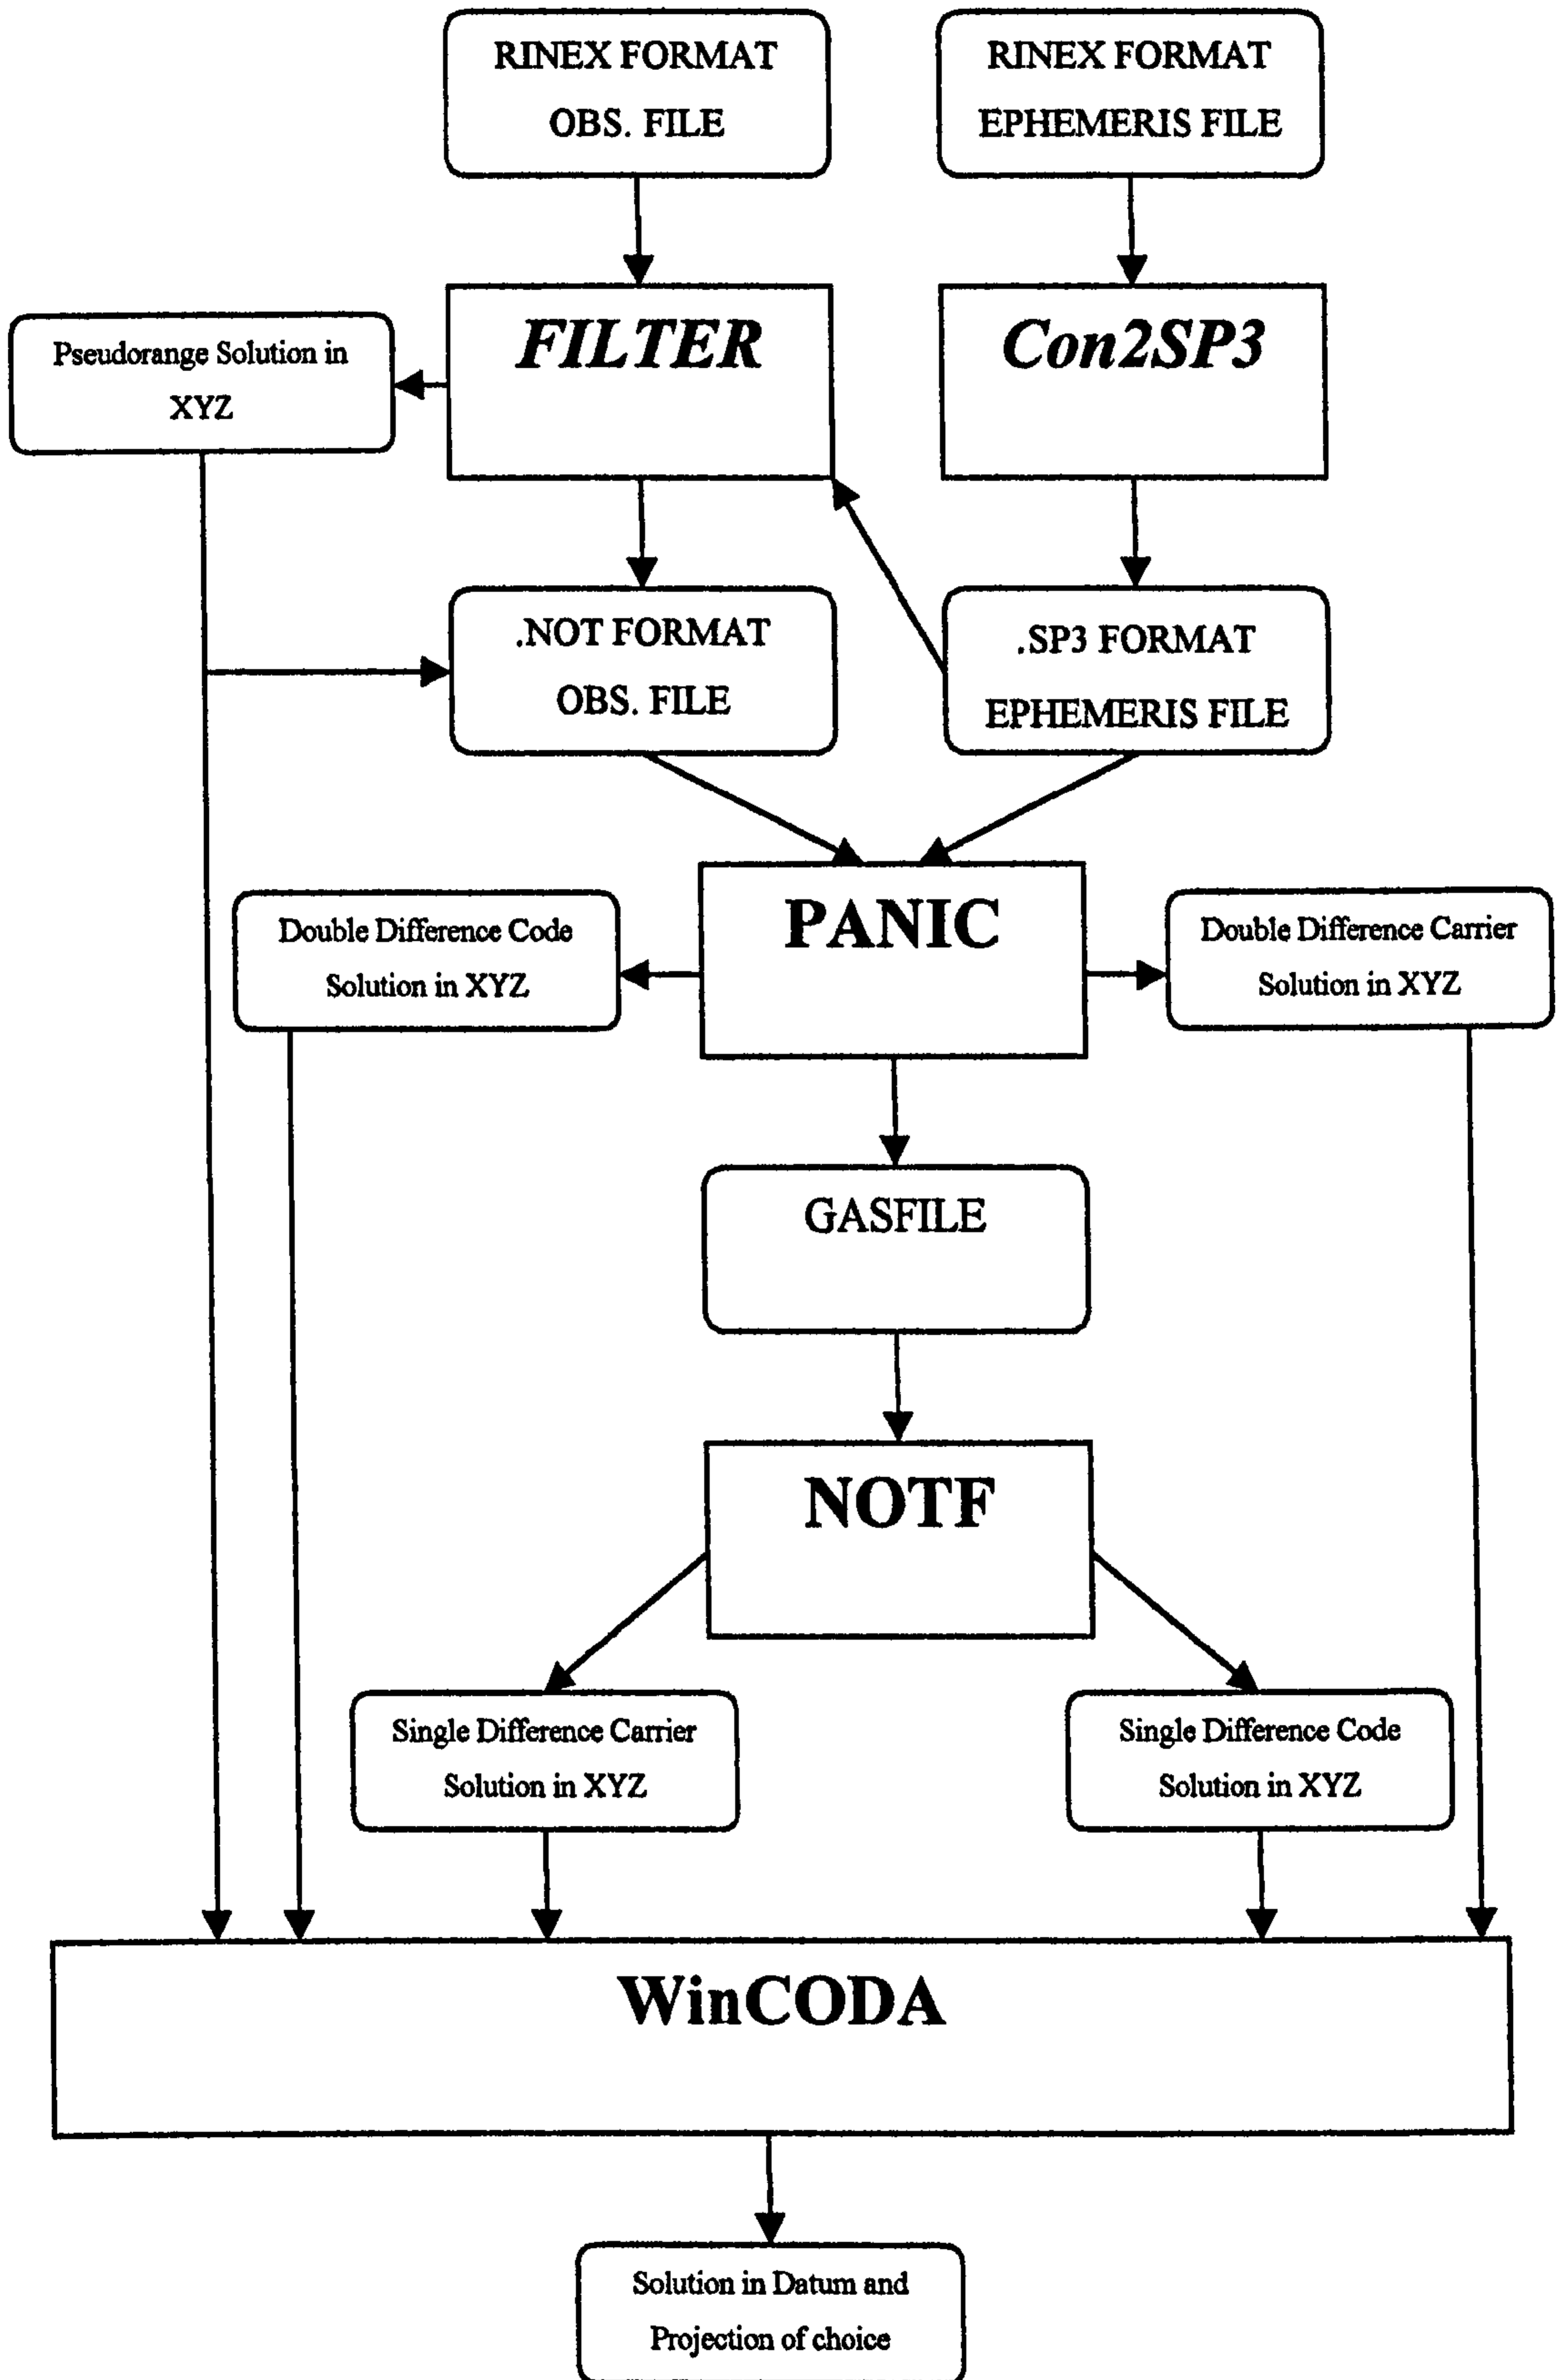 RINEX FORMAT
OBS. FILE
RINEX FORMAT
EPHEMERIS FILE
FILTER
Con2SP3
Pseudorange Solution in
XYZ
.NOT FORMAT
OBS. FILE
.SP3 FORMAT
EPHEMERIS FILE
PANIC
Double Difference Code
Solution in XYZ
Double Difference Carrier
Solution in XYZ
GASFILE
NOTF
Single Difference Carrier
Solution in XYZ
Single Difference Code
Solution in XYZ
WinCODA
Solution in Datum and
Projection of choice